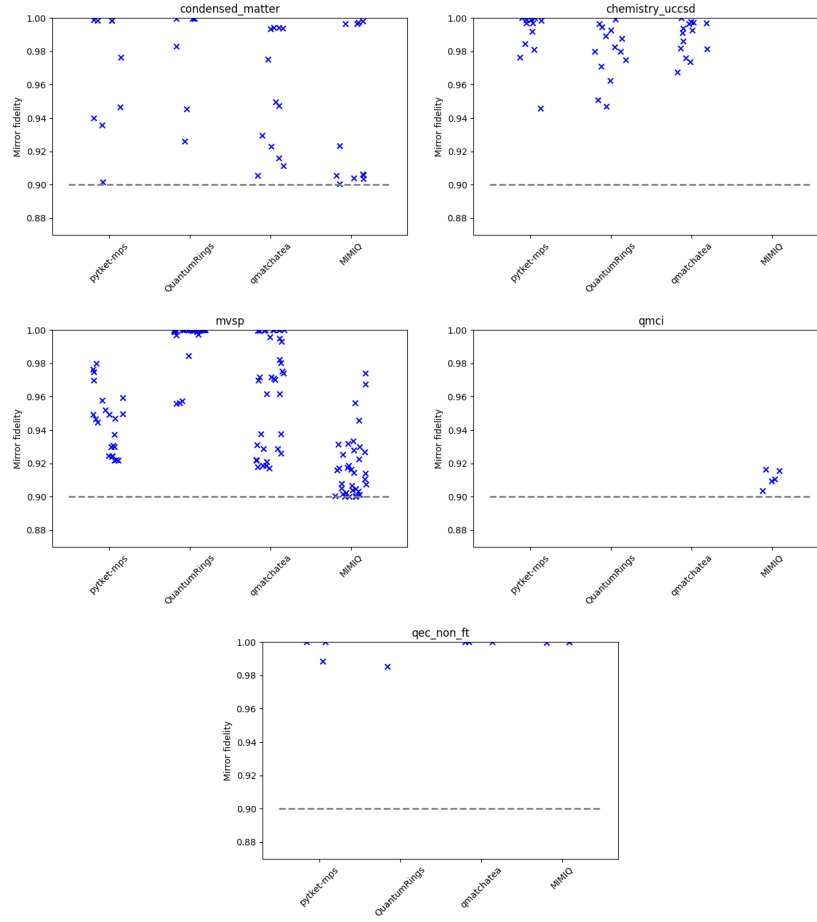 condensed_matter
Mirror fidelity
1.00
0.98
0.96
0.94
0.92
0.90
0.88
pytket-mps
QuantumRings
qmatchatea
MIMIQ
chemistry_uccsd
Mirror fidelity
1.00
0.98
0.96
0.94
0.92
0.90
0.88
pytket-mps
QuantumRings
qmatchatea
MIMIQ
mvsp
Mirror fidelity
1.00
0.98
0.96
0.94
0.92
0.90
0.88
pytket-mps
QuantumRings
qmatchatea
MIMIQ
qmci
Mirror fidelity
1.00
0.98
0.96
0.94
0.92
0.90
0.88
pytket-mps
QuantumRings
qmatchatea
MIMIQ
qec_non_ft
Mirror fidelity
1.00
0.98
0.96
0.94
0.92
0.90
0.88
pytket-mps
QuantumRings
qmatchatea
MIMIQ